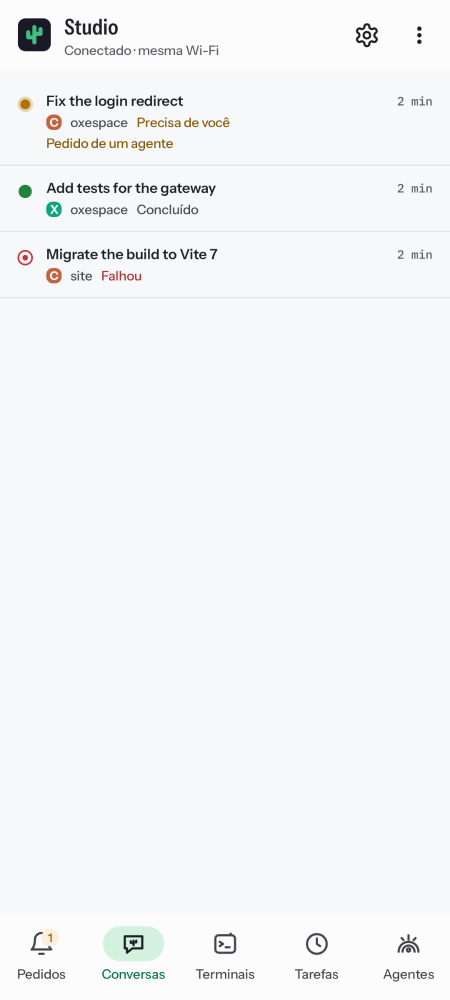 Studio
Conectado · mesma Wi-Fi
Fix the login redirect 2 min
C oxespace Precisa de você
Pedido de um agente
Add tests for the gateway 2 min
X oxespace Concluído
Migrate the build to Vite 7 2 min
C site Falhou
1
Pedidos Conversas Terminais Tarefas Agentes